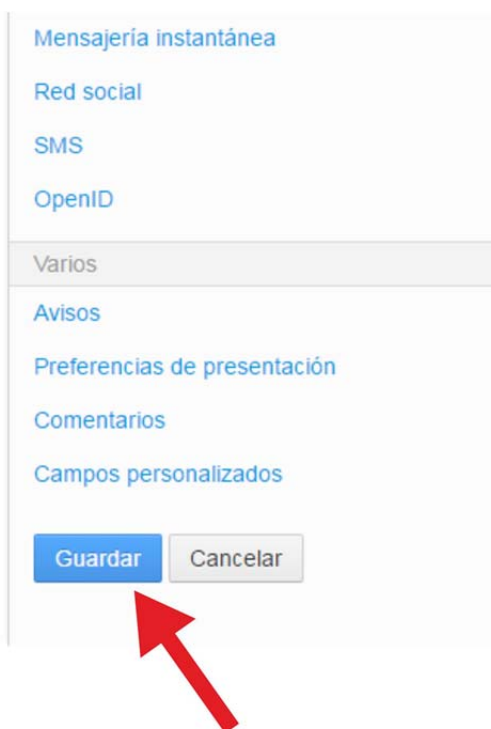 Mensajería instantánea
Red social
SMS
OpenID
Varios
Avisos
Preferencias de presentación
Comentarios
Campos personalizados
Guardar Cancelar